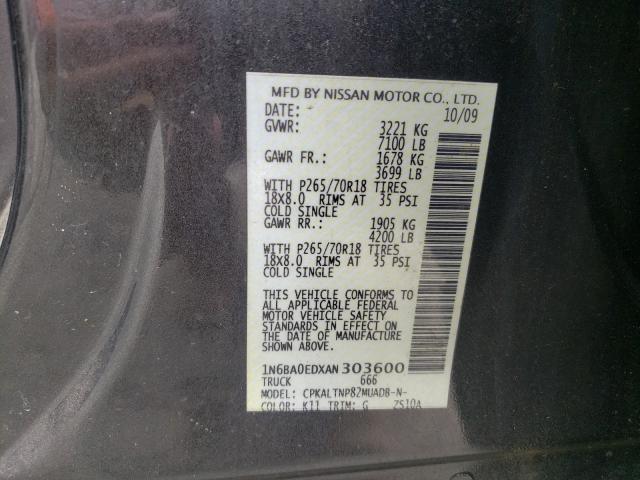 MFD BY NISSAN MOTOR CO., LTD.
DATE: 10/09
GVWR: 3221 KG
7100 LB
GAWR FR.: 1678 KG
3699 LB
WITH P265/70R18 TIRES
18X8.0 RIMS AT 35 PSI
COLD SINGLE
GAWR RR.: 1905 KG
4200 LB
WITH P265/70R18 TIRES
18X8.0 RIMS AT 35 PSI
COLD SINGLE
THIS VEHICLE CONFORMS TO
ALL APPLICABLE FEDERAL
MOTOR VEHICLE SAFETY
STANDARDS IN EFFECT ON
THE DATE OF MANUFACTURE
SHOWN ABOVE.
1N6BA0EDXAN303600
TRUCK 666
MODEL: CPKALTNP82MUADB-N-
COLOR: K11 TRIM: G ZS10A